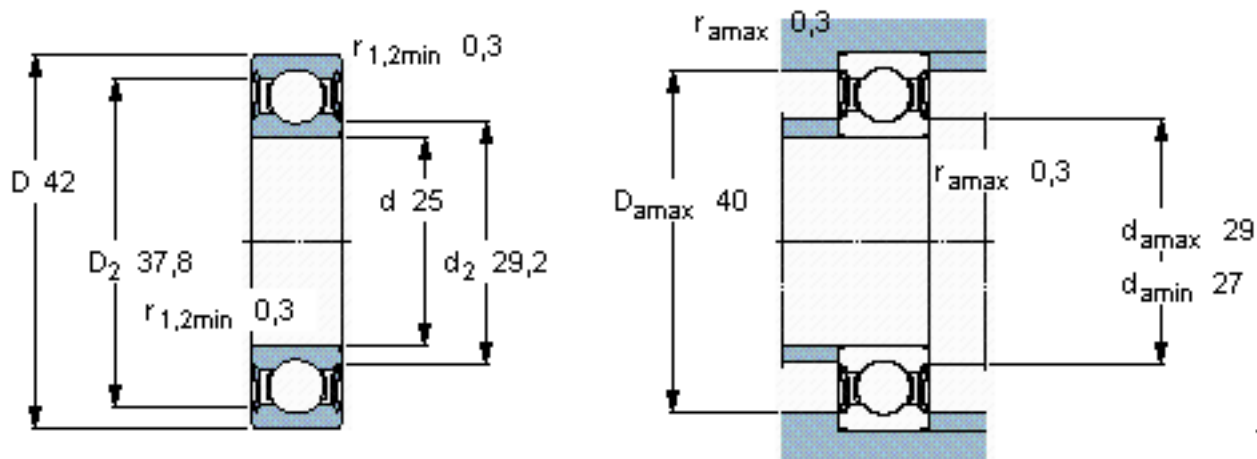 r1,2min 0,3
D 42
d 25
D2 37,8
d2 29,2
r1,2min 0,3
ramax 0,3
ramax 0,3
Damax 40
damax 29
damin 27